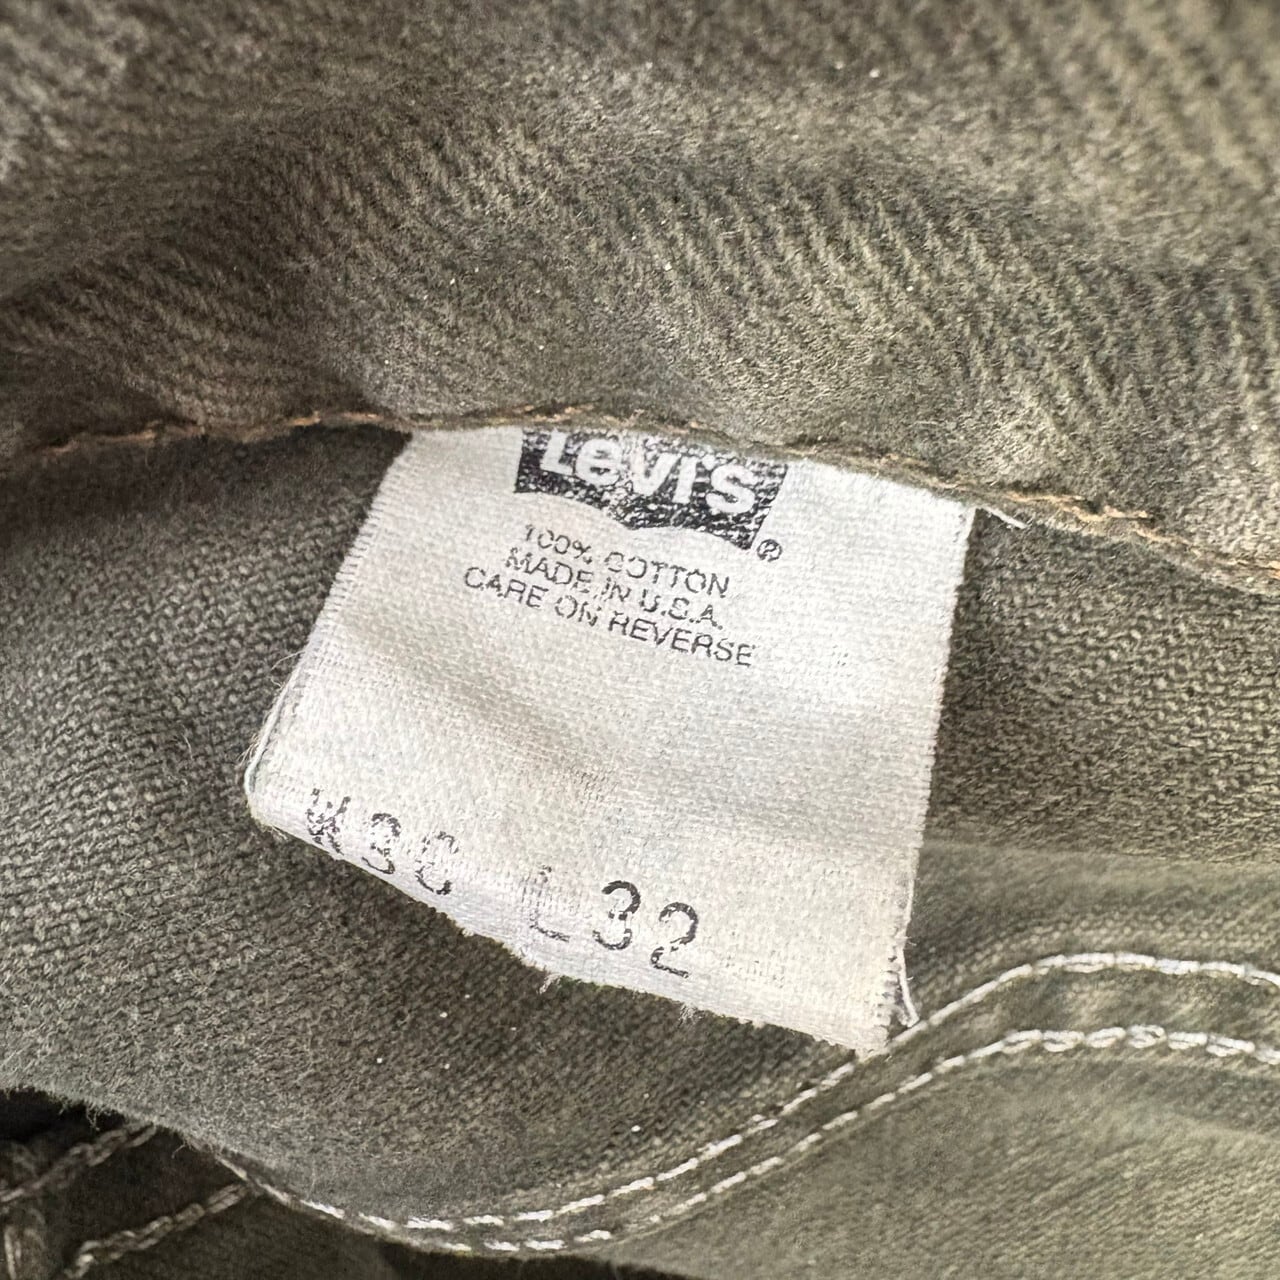 Levi's®
100% COTTON
MADE IN U.S.A.
CARE ON REVERSE
L32